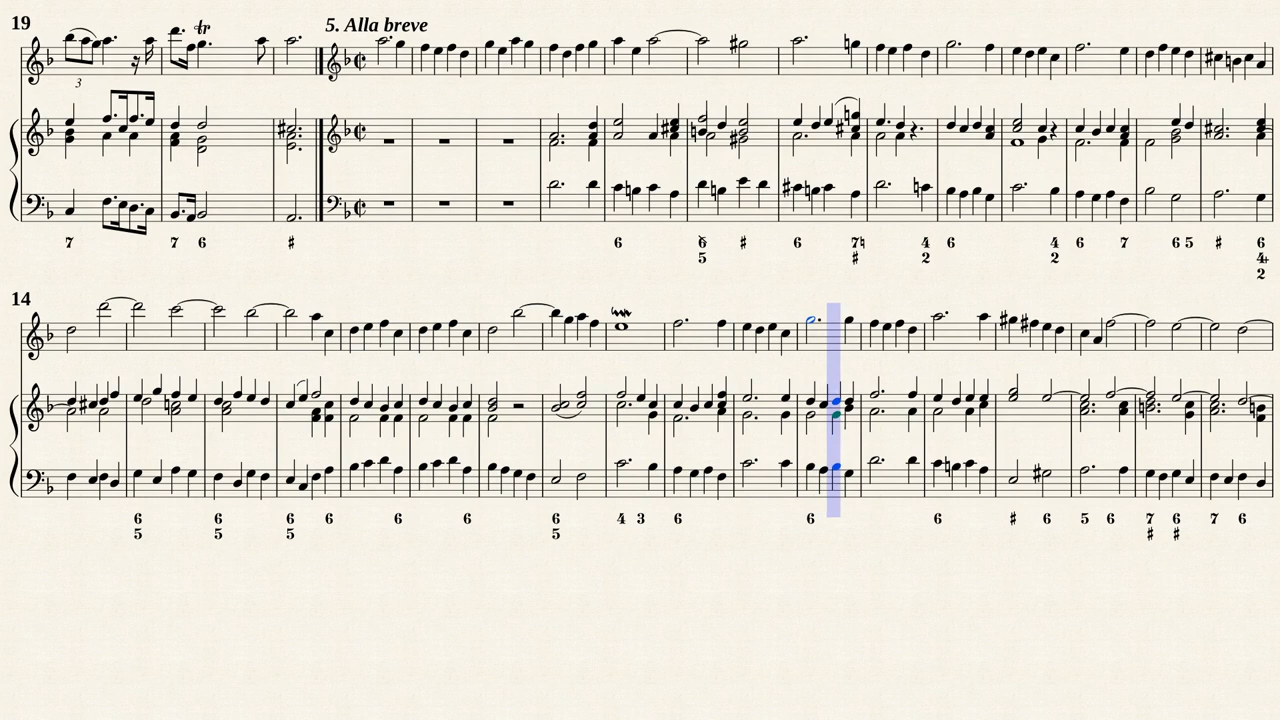 19
5. Alla breve
tr
3
7 7 6 ♯ 6 6 ♯ 6 7♮ 4 6 4 6 7 6 5 ♯ 6
5 ♯ 2 2 4+
2
14
6 6 6 6 6 6 6 4 3 6 6 6 ♯ 6 5 6 7 6 7 6
5 5 5 5 ♯ ♯